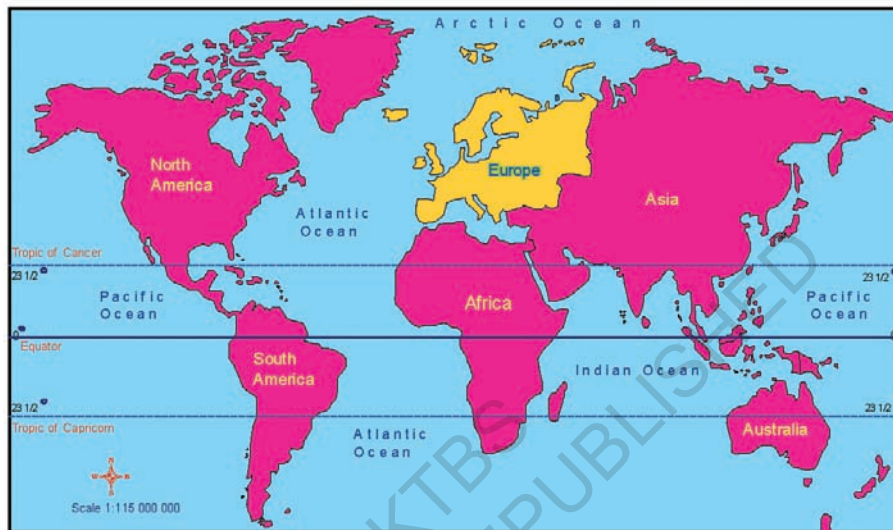 Arctic Ocean
North
America
Europe
Asia
Atlantic
Ocean
Tropic of Cancer
23 1/2 °
23 1/2 °
Pacific
Ocean
Africa
Pacific
Ocean
0°
Equator
South
America
Indian Ocean
23 1/2 °
23 1/2 °
Tropic of Capricorn
Atlantic
Ocean
Australia
N
W E
S
Scale 1:115 000 000
KTBS
REPUBLISHED